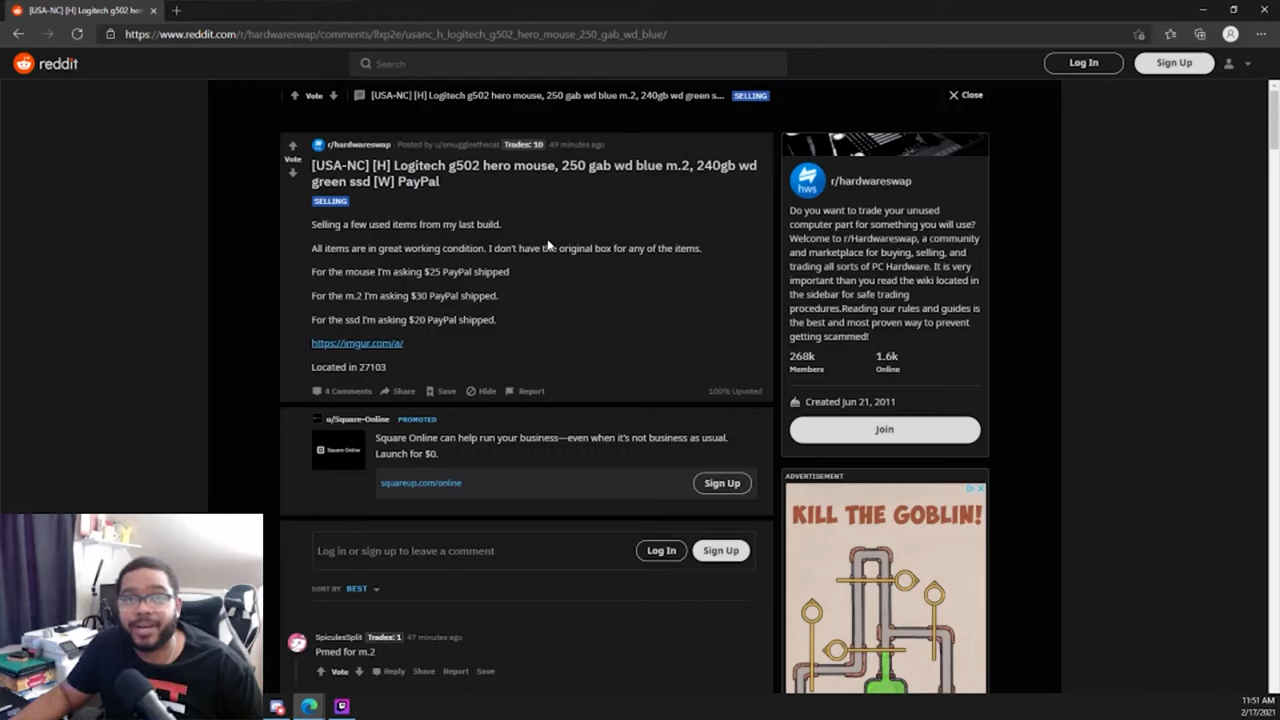 [USA-NC] [H] Logitech g502 hero
https://www.reddit.com/r/hardwareswap/comments/llxp2e/usanc_h_logitech_g502_hero_mouse_250_gab_wd_blue/
reddit
Search
Log In
Sign Up
Vote
[USA-NC] [H] Logitech g502 hero mouse, 250 gab wd blue m.2, 240gb wd green s...
SELLING
Close
r/hardwareswap
Posted by u/smugglesthecat
Trades: 10
49 minutes ago
Vote
[USA-NC] [H] Logitech g502 hero mouse, 250 gab wd blue m.2, 240gb wd
green ssd [W] PayPal
SELLING
Selling a few used items from my last build.
All items are in great working condition. I don't have the original box for any of the items.
For the mouse I'm asking $25 PayPal shipped
For the m.2 I'm asking $30 PayPal shipped.
For the ssd I'm asking $20 PayPal shipped.
https://imgur.com/a/
Located in 27103
4 Comments
Share
Save
Hide
Report
100% Upvoted
u/Square-Online
PROMOTED
Square Online can help run your business—even when it's not business as usual.
Launch for $0.
Square Online
squareup.com/online
Sign Up
Log in or sign up to leave a comment
Log In
Sign Up
SORT BY BEST
SpiculesSplit
Trades: 1
47 minutes ago
Pmed for m.2
Vote
Reply
Share
Report
Save
hws
r/hardwareswap
Do you want to trade your unused
computer part for something you will use?
Welcome to r/Hardwareswap, a community
and marketplace for buying, selling, and
trading all sorts of PC Hardware. It is very
important than you read the wiki located in
the sidebar for safe trading
procedures.Reading our rules and guides is
the best and most proven way to prevent
getting scammed!
268k
1.6k
Members
Online
Created Jun 21, 2011
Join
ADVERTISEMENT
KILL THE GOBLIN!
11:51 AM
2/17/2021